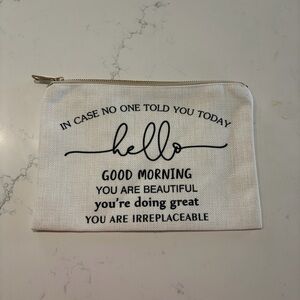 IN CASE NO ONE TOLD YOU TODAY
hello
GOOD MORNING
YOU ARE BEAUTIFUL
you're doing great
YOU ARE IRREPLACEABLE